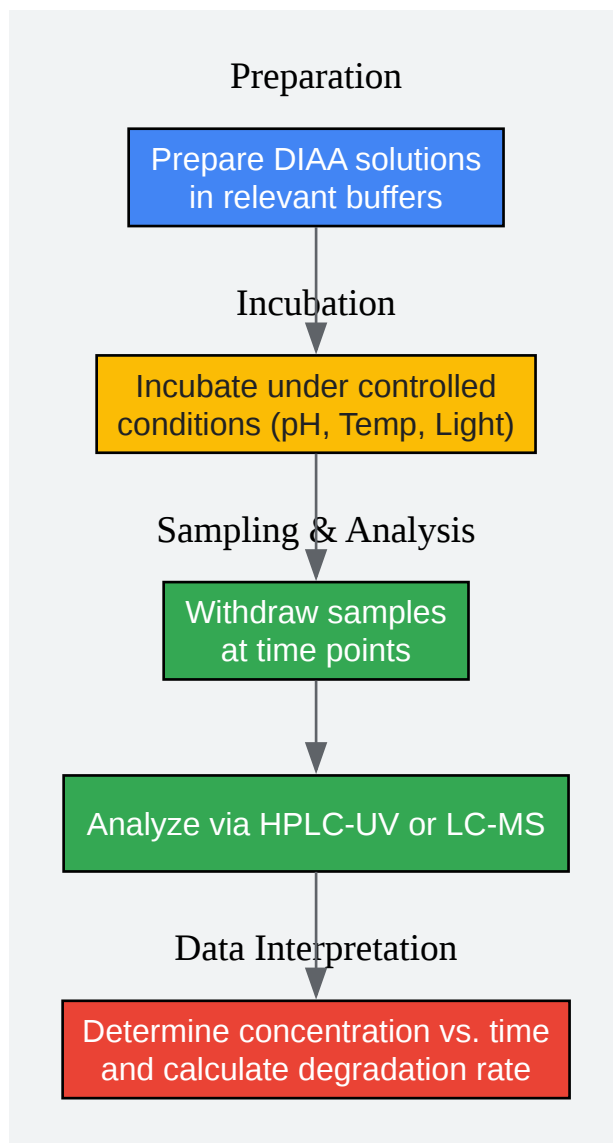 Preparation
Prepare DIAA solutions
in relevant buffers
Incubation
Incubate under controlled
conditions (pH, Temp, Light)
Sampling & Analysis
Withdraw samples
at time points
Analyze via HPLC-UV or LC-MS
Data Interpretation
Determine concentration vs. time
and calculate degradation rate